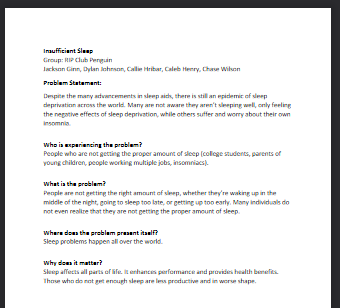 Insufficient Sleep
Group: RIP Club Penguin
Jackson Ginn, Dylan Johnson, Callie Hribar, Caleb Henry, Chase Wilson
Problem Statement:
Despite the many advancements in sleep aids, there is still an epidemic of sleep
deprivation across the world. Many are not aware they aren't sleeping well, only feeling
the negative effects of sleep deprivation, while others suffer and worry about their own
insomnia.
Who is experiencing the problem?
People who are not getting the proper amount of sleep (college students, parents of
young children, people working multiple jobs, insomniacs).
What is the problem?
People are not getting the right amount of sleep, whether they're waking up in the
middle of the night, going to sleep too late, or getting up too early. Many individuals do
not even realize that they are not getting the proper amount of sleep.
Where does the problem present itself?
Sleep problems happen all over the world.
Why does it matter?
Sleep affects all parts of life. It enhances performance and provides health benefits.
Those who do not get enough sleep are less productive and in worse shape.